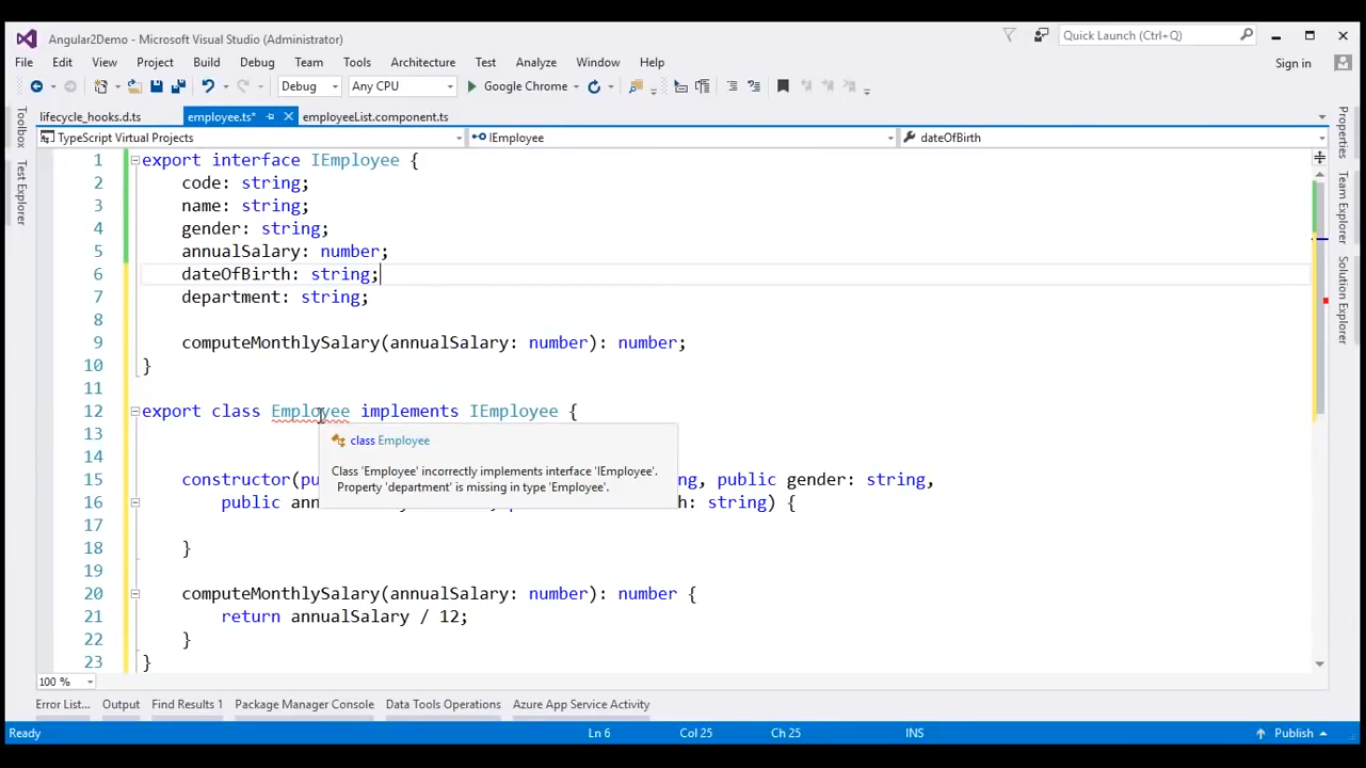 Angular2Demo - Microsoft Visual Studio (Administrator)
Quick Launch (Ctrl+Q)
File Edit View Project Build Debug Team Tools Architecture Test Analyze Window Help
Sign in
Debug Any CPU Google Chrome
lifecycle_hooks.d.ts employee.ts* employeeList.component.ts
TypeScript Virtual Projects IEmployee dateOfBirth
Toolbox
Test Explorer
1 export interface IEmployee {
2 code: string;
3 name: string;
4 gender: string;
5 annualSalary: number;
6 dateOfBirth: string;
7 department: string;
8
9 computeMonthlySalary(annualSalary: number): number;
10 }
11
12 export class Employee implements IEmployee {
13
class Employee
14
Class 'Employee' incorrectly implements interface 'IEmployee'.
15 constructor(pu ng, public gender: string,
Property 'department' is missing in type 'Employee'.
16 public ann h: string) {
17
18 }
19
20 computeMonthlySalary(annualSalary: number): number {
21 return annualSalary / 12;
22 }
23 }
Properties
Team Explorer
Solution Explorer
100 %
Error List... Output Find Results 1 Package Manager Console Data Tools Operations Azure App Service Activity
Ready Ln 6 Col 25 Ch 25 INS Publish